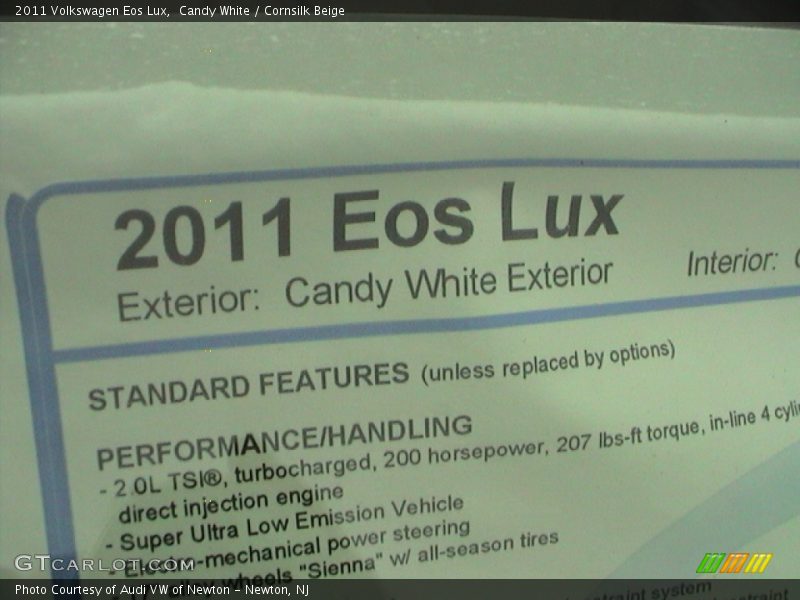 2011 Volkswagen Eos Lux,  Candy White / Cornsilk Beige
2011 Eos Lux
Exterior:  Candy White Exterior
Interior:
STANDARD FEATURES (unless replaced by options)
PERFORMANCE/HANDLING
- 2.0L TSI®, turbocharged, 200 horsepower, 207 lbs-ft torque, in-line 4
direct injection engine
- Super Ultra Low Emission Vehicle
- Electro-mechanical power steering
alloy wheels "Sienna" w/ all-season tires
system
GTCARLOT.COM
Photo Courtesy of Audi VW of Newton – Newton, NJ